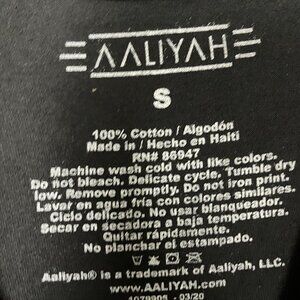 AALIYAH
S
100% Cotton / Algodón
Made in / Hecho en Haiti
RN# 86947
Machine wash cold with like colors.
Do not bleach. Delicate cycle. Tumble dry
low. Remove promptly. Do not iron print.
Lavar en agua fría con colores similares.
Ciclo delicado. No usar blanqueador.
Secar en secadora a baja temperatura.
Quitar rápidamente.
No planchar el estampado.
Aaliyah® is a trademark of Aaliyah, LLC.
www.AALIYAH.com
1079905 - 03/20